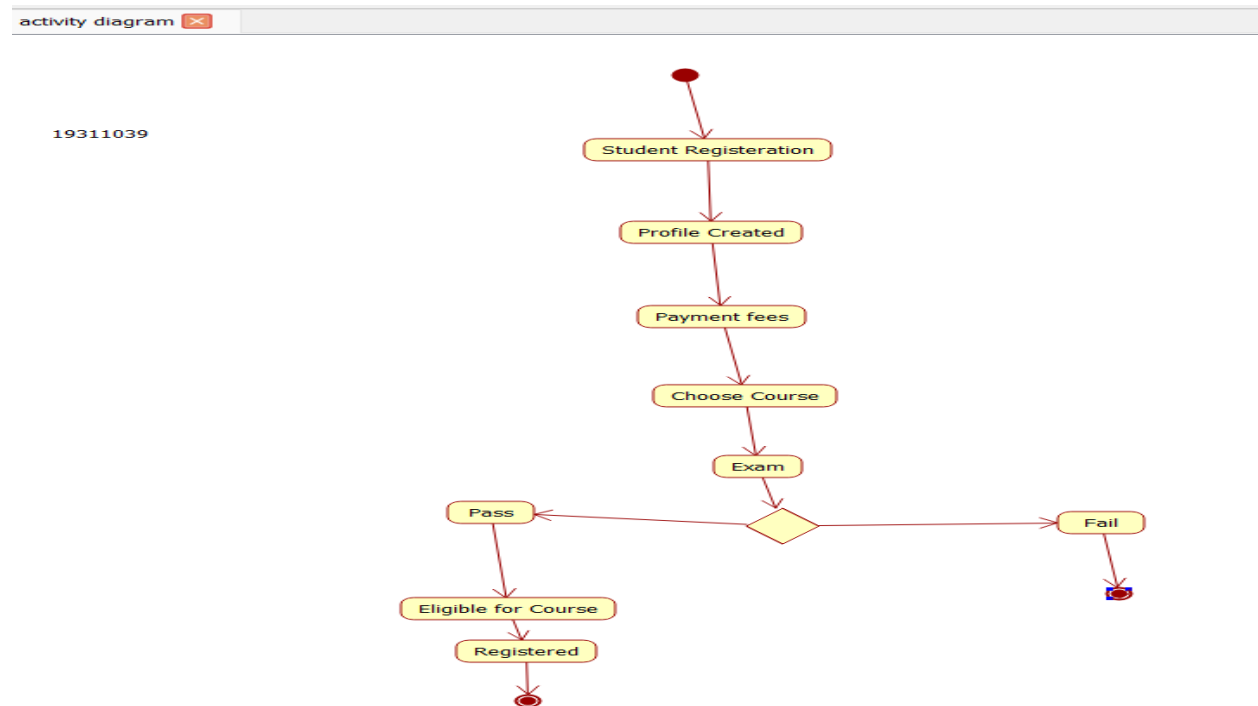 activity diagram
19311039
Student Registeration
Profile Created
Payment fees
Choose Course
Exam
Pass
Fail
Eligible for Course
Registered